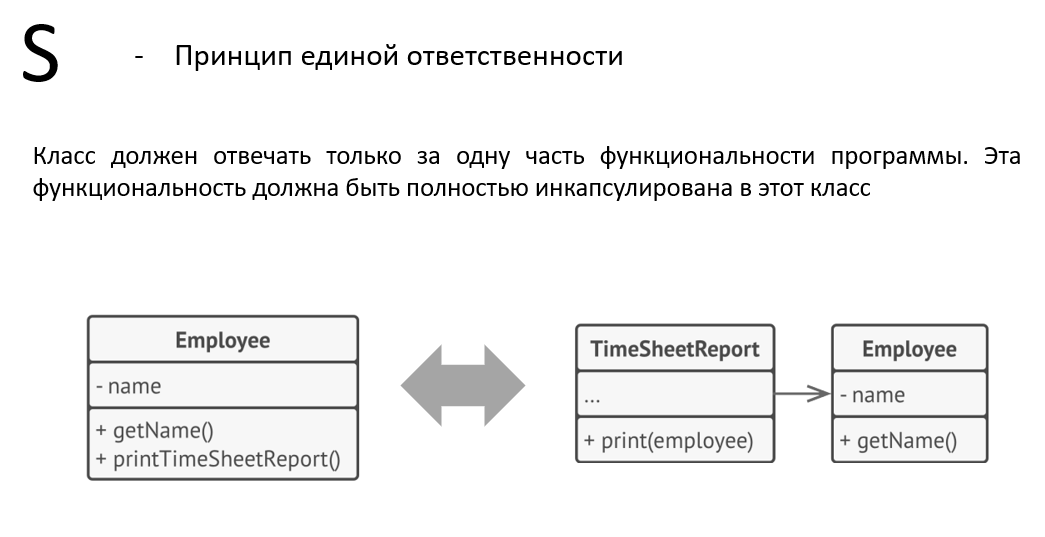 S - Принцип единой ответственности
Класс должен отвечать только за одну часть функциональности программы. Эта
функциональность должна быть полностью инкапсулирована в этот класс
Employee
- name
+ getName()
+ printTimeSheetReport()
TimeSheetReport
...
+ print(employee)
Employee
- name
+ getName()